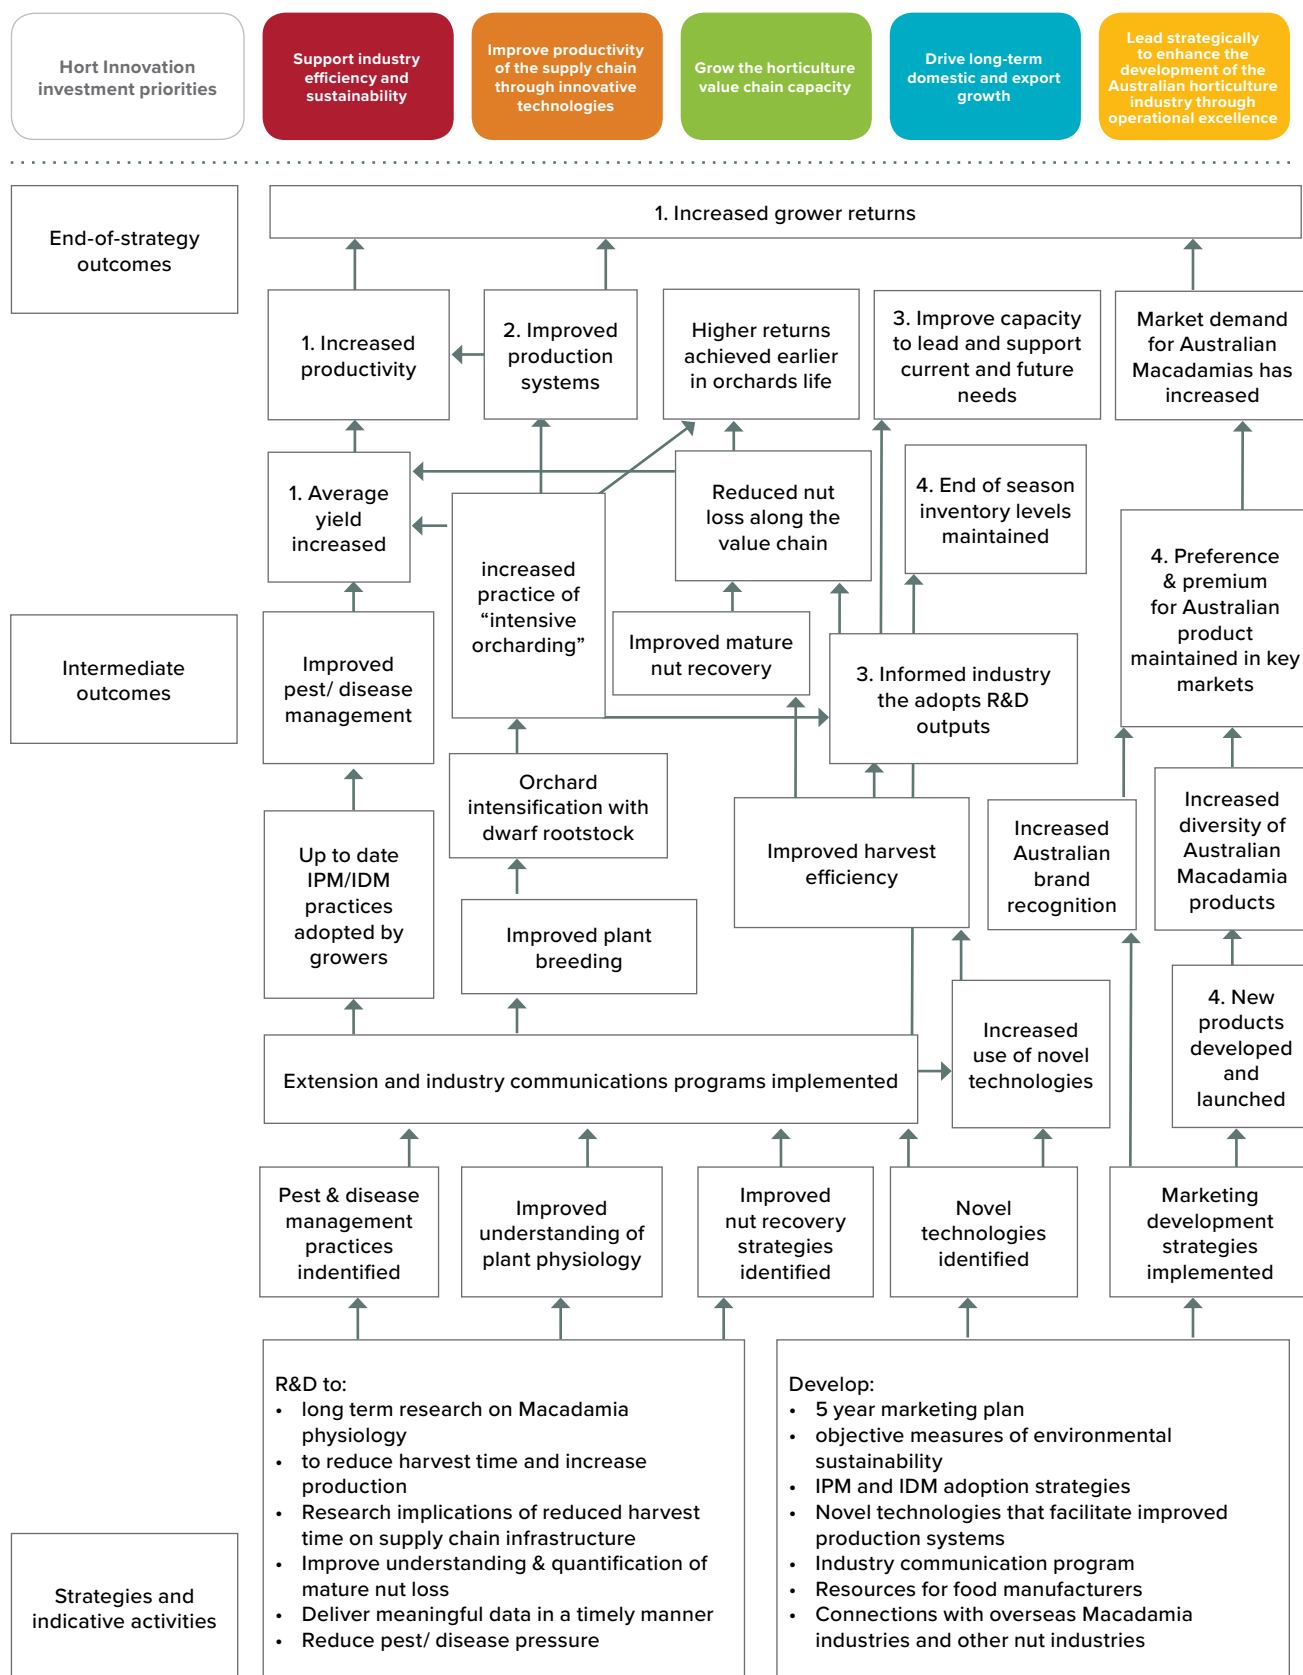 Hort Innovation
investment priorities
Support industry
efficiency and
sustainability
Improve productivity
of the supply chain
through innovative
technologies
Grow the horticulture
value chain capacity
Drive long-term
domestic and export
growth
Lead strategically
to enhance the
development of the
Australian horticulture
industry through
operational excellence
End-of-strategy
outcomes
1. Increased grower returns
1. Increased
productivity
2. Improved
production
systems
Higher returns
achieved earlier
in orchards life
3. Improve capacity
to lead and support
current and future
needs
Market demand
for Australian
Macadamias has
increased
1. Average
yield
increased
increased
practice of
“intensive
orcharding”
Reduced nut
loss along the
value chain
4. End of season
inventory levels
maintained
4. Preference
& premium
for Australian
product
maintained in key
markets
Intermediate
outcomes
Improved
pest/ disease
management
Improved mature
nut recovery
3. Informed industry
the adopts R&D
outputs
Orchard
intensification with
dwarf rootstock
Up to date
IPM/IDM
practices
adopted by
growers
Improved harvest
efficiency
Increased
Australian
brand
recognition
Increased
diversity of
Australian
Macadamia
products
Improved plant
breeding
Increased
use of novel
technologies
4. New
products
developed
and
launched
Extension and industry communications programs implemented
Pest & disease
management
practices
indentified
Improved
understanding of
plant physiology
Improved
nut recovery
strategies
identified
Novel
technologies
identified
Marketing
development
strategies
implemented
Strategies and
indicative activities
R&D to:
• long term research on Macadamia
physiology
• to reduce harvest time and increase
production
• Research implications of reduced harvest
time on supply chain infrastructure
• Improve understanding & quantification of
mature nut loss
• Deliver meaningful data in a timely manner
• Reduce pest/ disease pressure
Develop:
• 5 year marketing plan
• objective measures of environmental
sustainability
• IPM and IDM adoption strategies
• Novel technologies that facilitate improved
production systems
• Industry communication program
• Resources for food manufacturers
• Connections with overseas Macadamia
industries and other nut industries